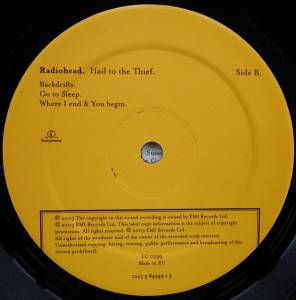 Radiohead. Hail to the Thief.
Side B.
Backdrifts.
Go to Sleep.
Where I end & You begin.
Parlophone
℗ 2003 The copyright in this sound recording is owned by EMI Records Ltd.
© 2003 EMI Records Ltd. This label copy information is the subject of copyright
protection. All rights reserved. © 2003 EMI Records Ltd.
All rights of the producer and of the owner of the recorded work reserved.
Unauthorised copying, hiring, renting, public performance and broadcasting of this
record prohibited.
LC 0299
Made in EU